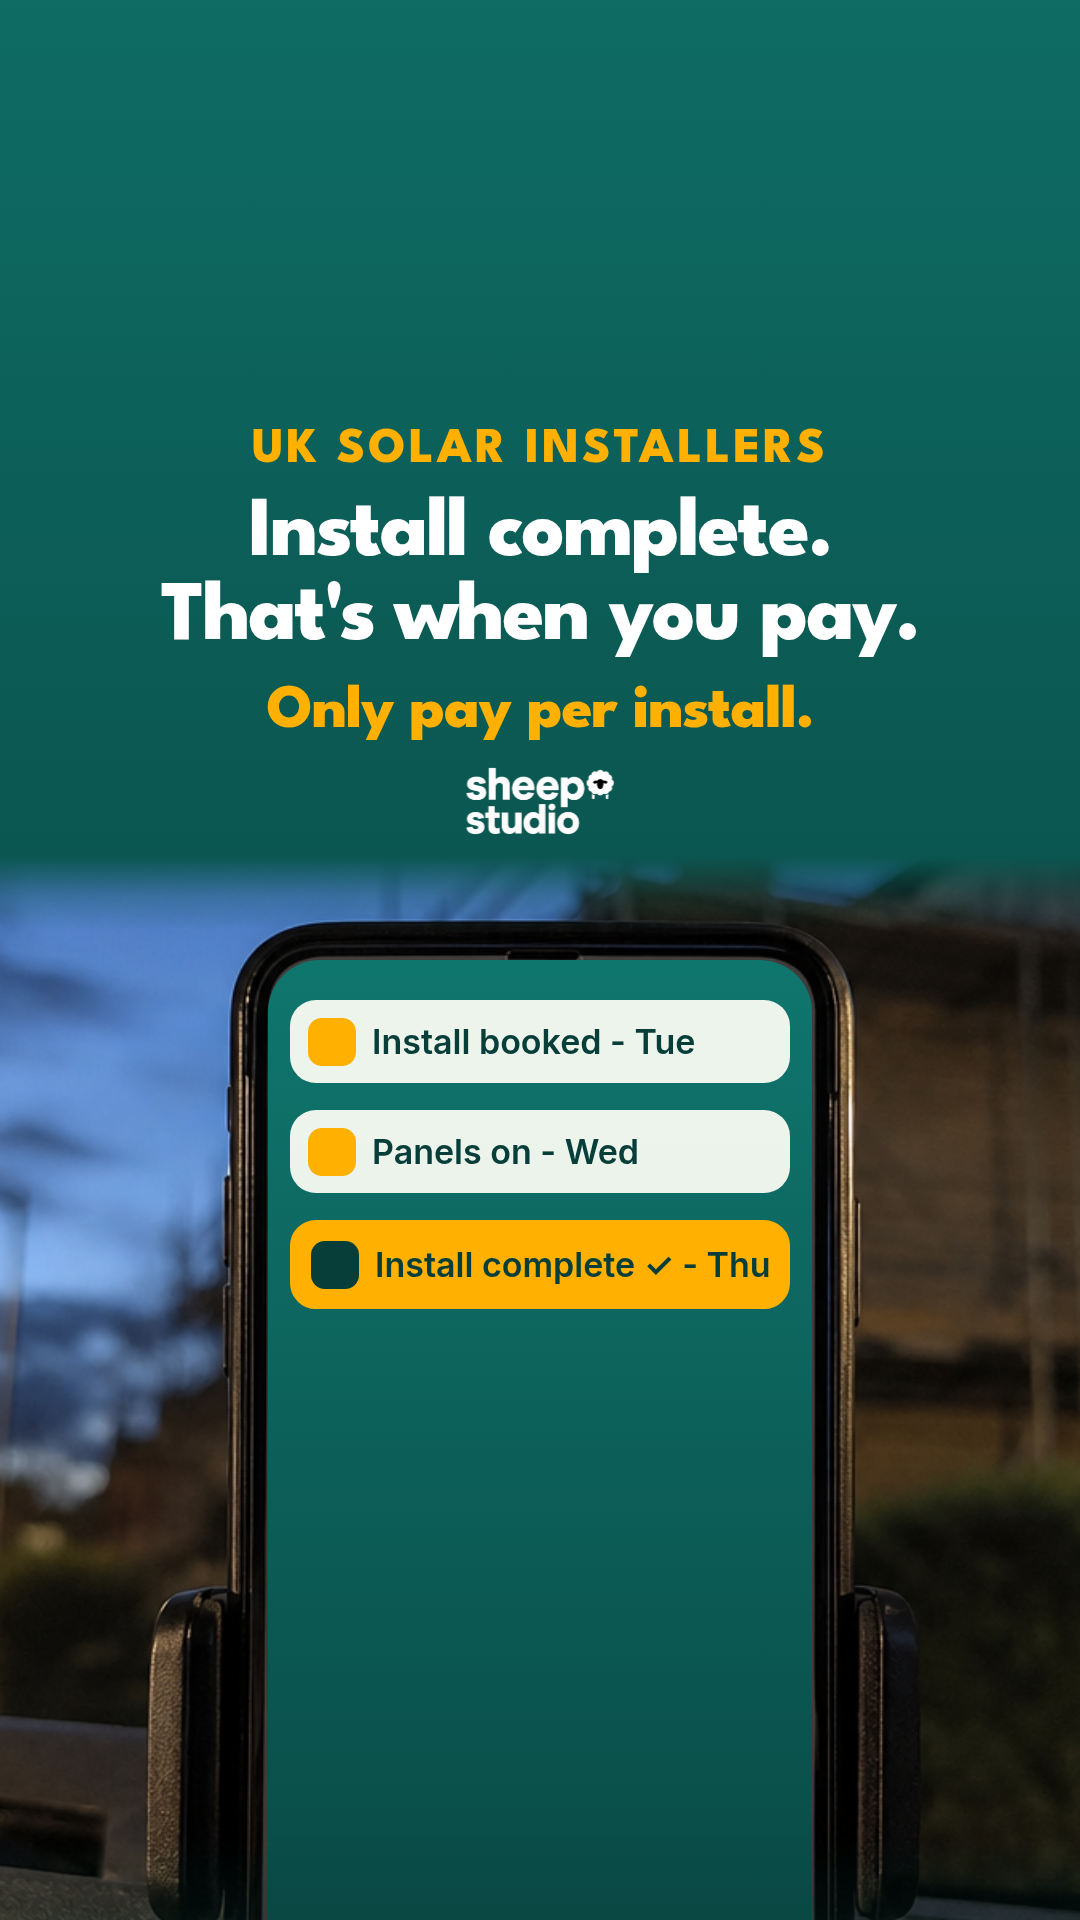 UK SOLAR INSTALLERS
Install complete.
That's when you pay.
Only pay per install.
sheep
studio
Install booked - Tue
Panels on - Wed
Install complete ✓ - Thu